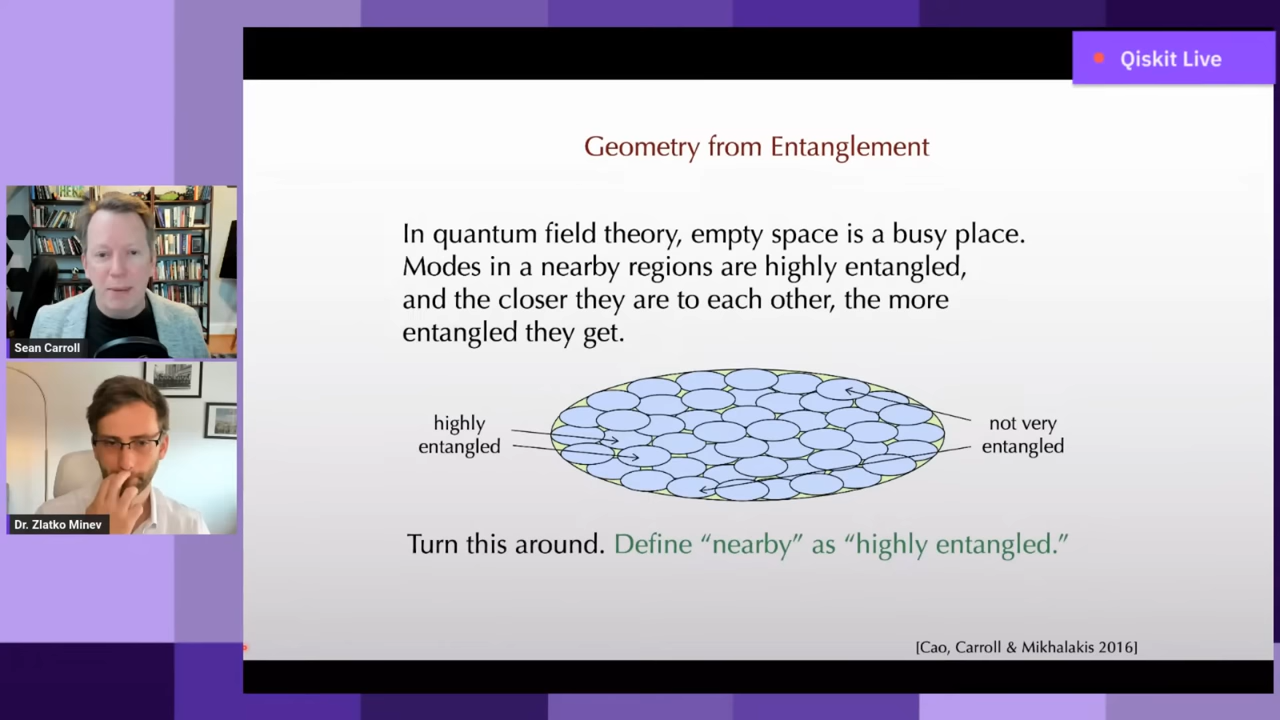 Qiskit Live
Geometry from Entanglement
In quantum field theory, empty space is a busy place.
Modes in a nearby regions are highly entangled,
and the closer they are to each other, the more
entangled they get.
highly
entangled
not very
entangled
Turn this around. Define “nearby” as “highly entangled.”
[Cao, Carroll & Mikhalakis 2016]
Sean Carroll
Dr. Zlatko Minev